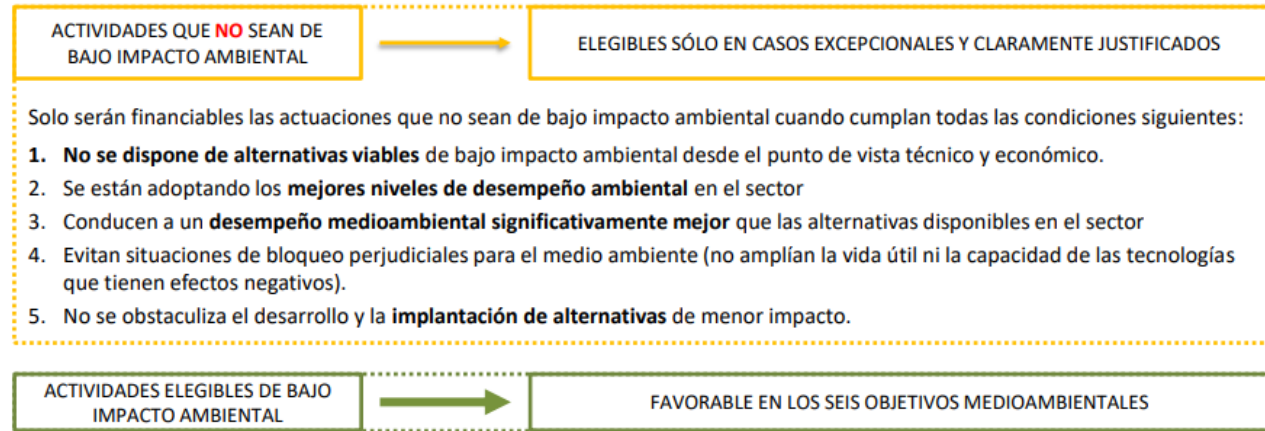 ACTIVIDADES QUE NO SEAN DE
BAJO IMPACTO AMBIENTAL
ELEGIBLES SÓLO EN CASOS EXCEPCIONALES Y CLARAMENTE JUSTIFICADOS
Solo serán financiables las actuaciones que no sean de bajo impacto ambiental cuando cumplan todas las condiciones siguientes:
1. No se dispone de alternativas viables de bajo impacto ambiental desde el punto de vista técnico y económico.
2. Se están adoptando los mejores niveles de desempeño ambiental en el sector
3. Conducen a un desempeño medioambiental significativamente mejor que las alternativas disponibles en el sector
4. Evitan situaciones de bloqueo perjudiciales para el medio ambiente (no amplían la vida útil ni la capacidad de las tecnologías
que tienen efectos negativos).
5. No se obstaculiza el desarrollo y la implantación de alternativas de menor impacto.
ACTIVIDADES ELEGIBLES DE BAJO
IMPACTO AMBIENTAL
FAVORABLE EN LOS SEIS OBJETIVOS MEDIOAMBIENTALES